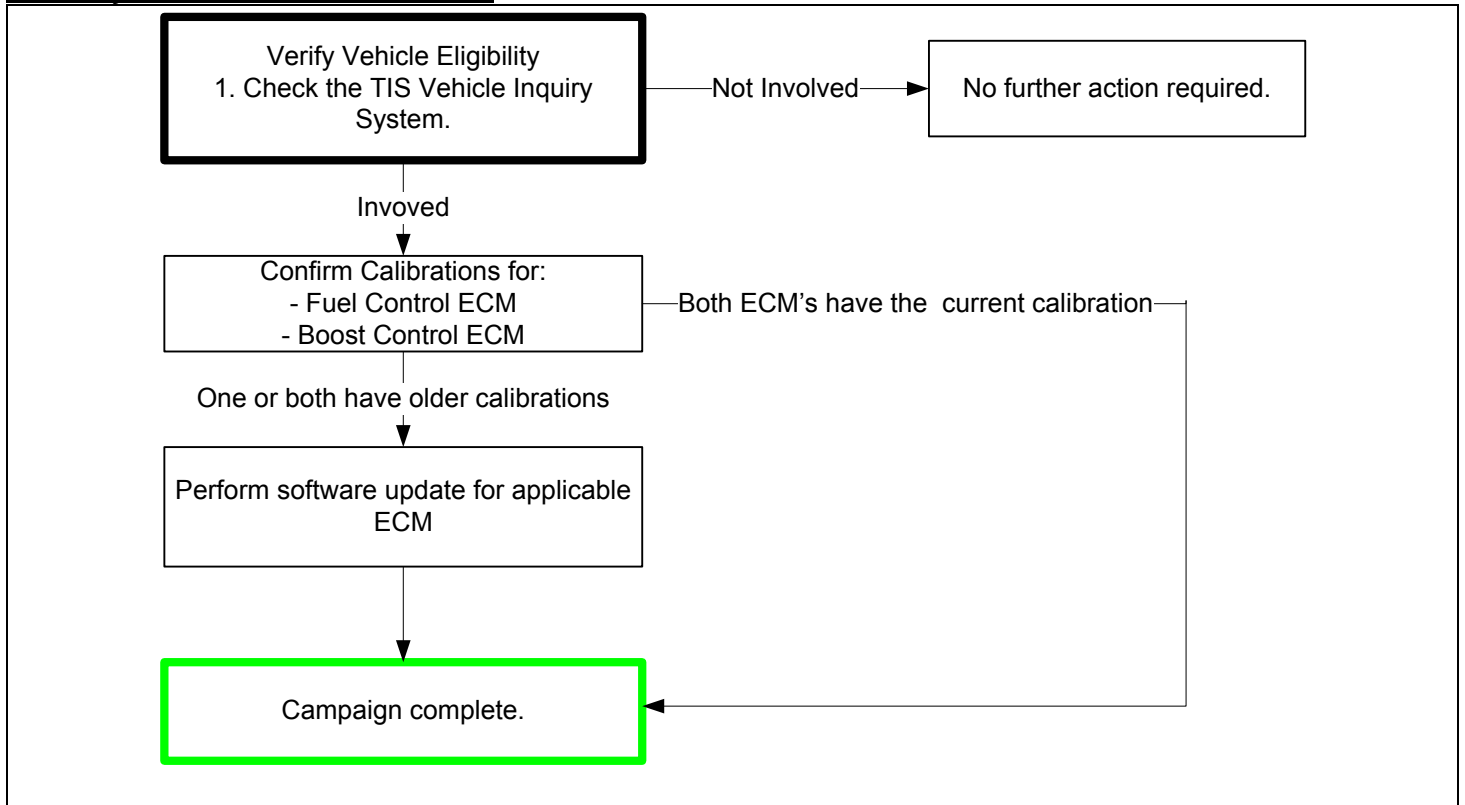 Verify Vehicle Eligibility
1. Check the TIS Vehicle Inquiry
System.
Not Involved
No further action required.
Invoved
Confirm Calibrations for:
- Fuel Control ECM
- Boost Control ECM
Both ECM's have the current calibration
One or both have older calibrations
Perform software update for applicable
ECM
Campaign complete.